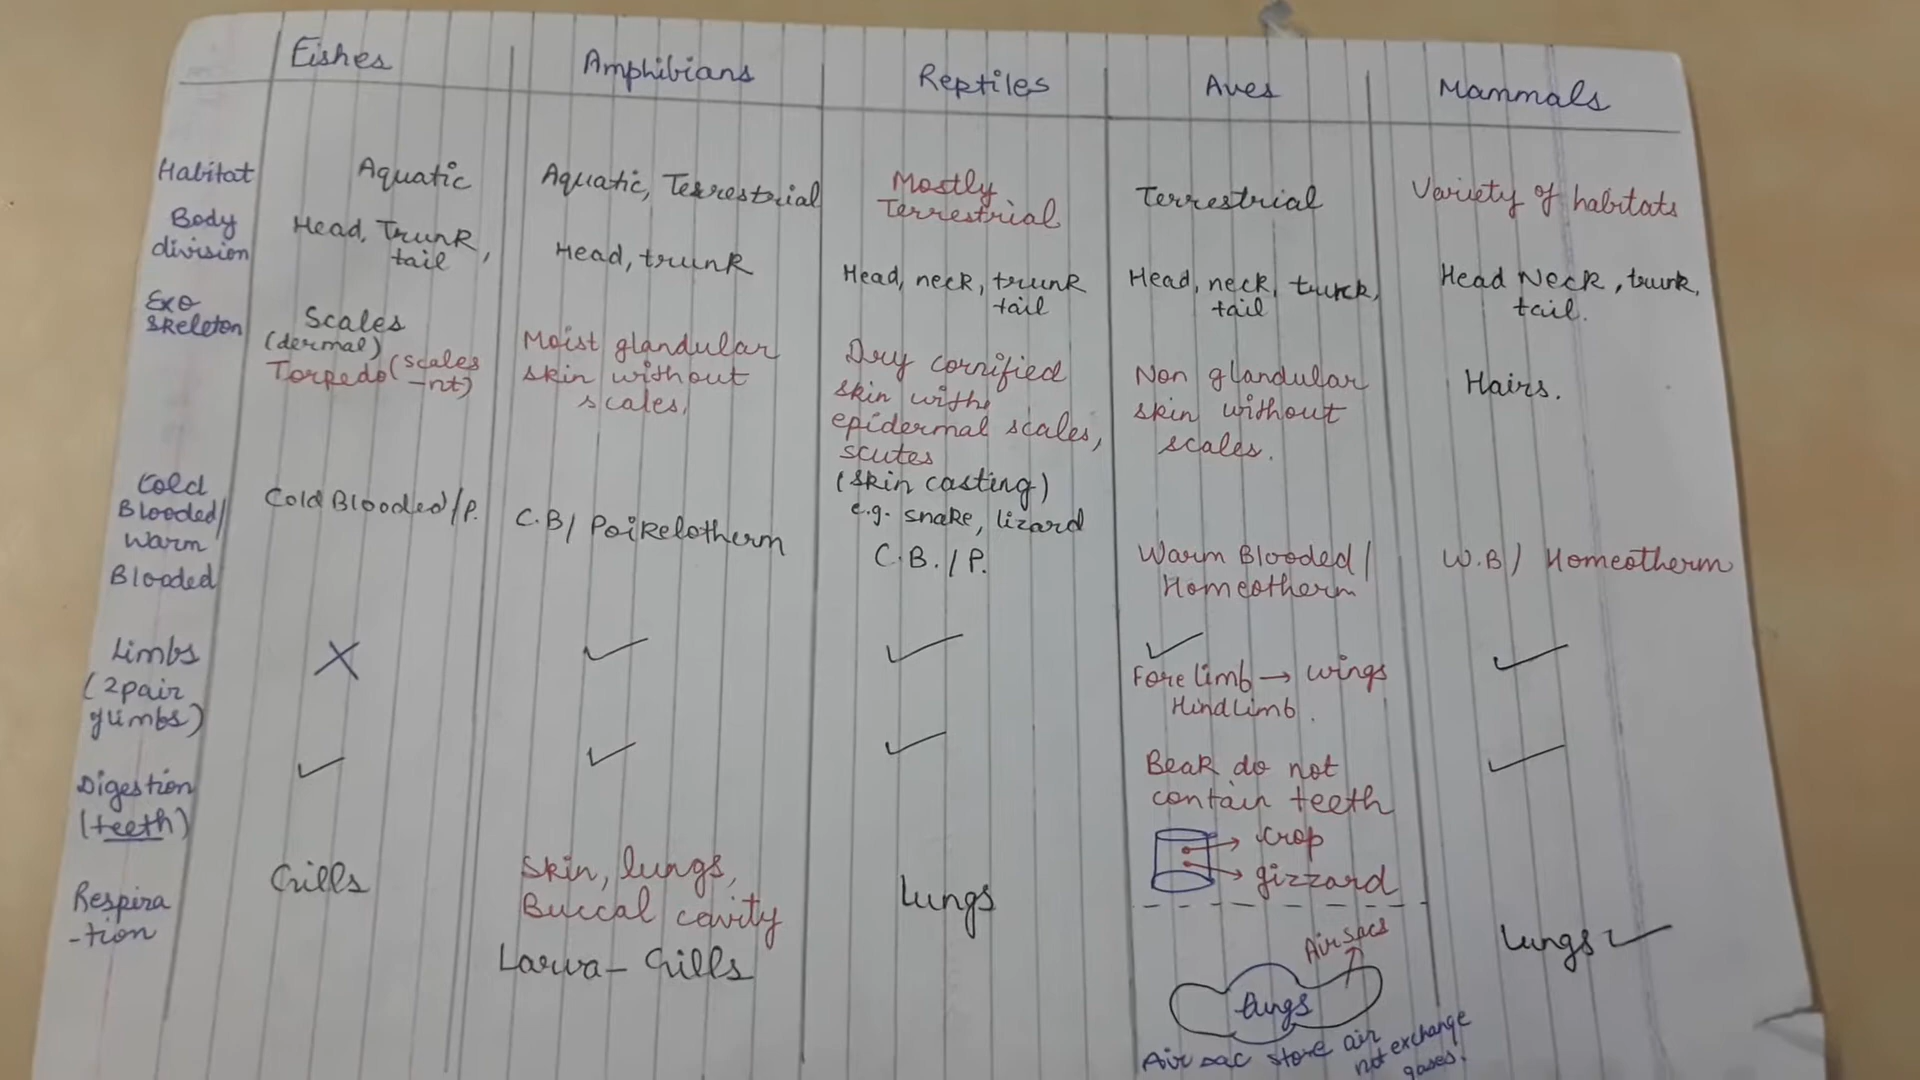 Fishes
Amphibians
Reptiles
Aves
Mammals
Habitat
Aquatic
Aquatic, Terrestrial
Mostly
Terrestrial
Terrestrial
Variety of habitats
Body
division
Head, Trunk,
tail
Head, trunk
Head, neck, trunk
tail
Head, neck, trunk,
tail
Head Neck, trunk,
tail.
Exo
skeleton
Scales
(dermal)
Torpedo (scales
-nt)
Moist glandular
skin without
scales,
Dry cornified
skin with
epidermal scales,
scutes
(skin casting)
e.g. snake, lizard
Non glandular
skin without
scales.
Hairs.
Cold
Blooded/
Warm
Blooded
Cold Blooded/P.
C.B/ Poikelotherm
C.B./P.
Warm Blooded/
Homeotherm
W.B/ Homeotherm
Limbs
(2pair
glimbs)
X
✓
✓
✓
Fore limb → wings
Hind limb.
✓
Digestion
(teeth)
✓
✓
✓
Beak do not
contain teeth
→ crop
→ gizzard
✓
Respira
-tion
Gills
Skin, lungs,
Buccal cavity
Larva - Gills
Lungs
Air sacs
lungs
Air sac store air
not exchange
gases.
Lungs ✓